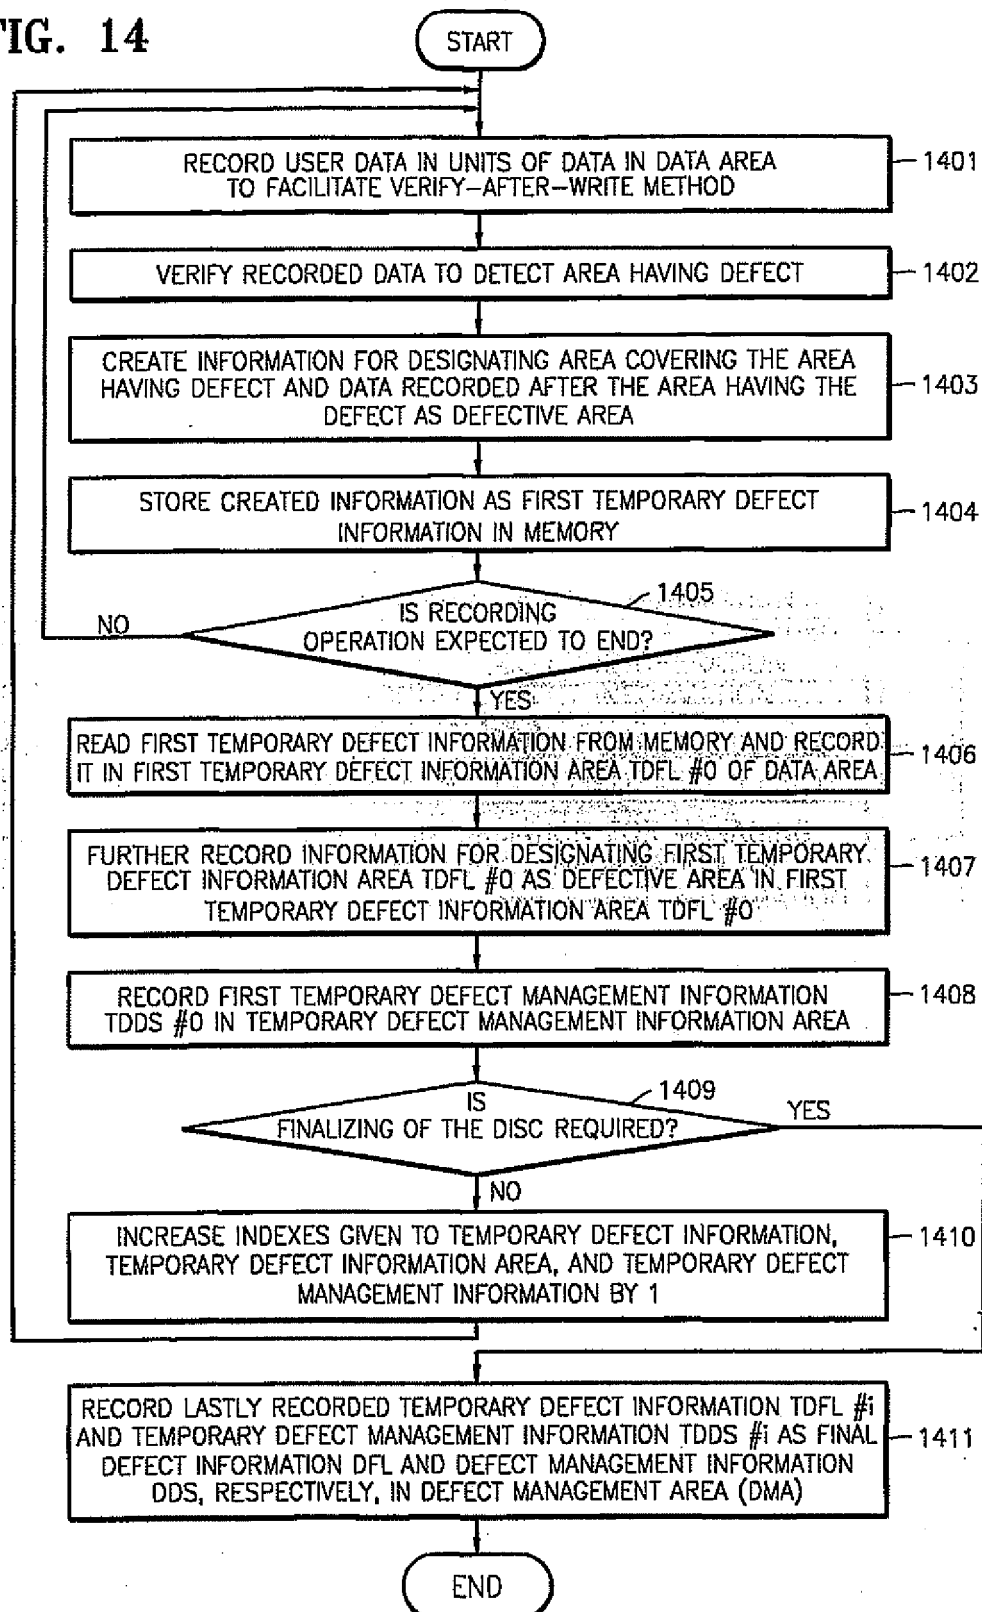 FIG. 14
START
RECORD USER DATA IN UNITS OF DATA IN DATA AREA
TO FACILITATE VERIFY-AFTER-WRITE METHOD
1401
VERIFY RECORDED DATA TO DETECT AREA HAVING DEFECT
1402
CREATE INFORMATION FOR DESIGNATING AREA COVERING THE AREA
HAVING DEFECT AND DATA RECORDED AFTER THE AREA HAVING THE
DEFECT AS DEFECTIVE AREA
1403
STORE CREATED INFORMATION AS FIRST TEMPORARY DEFECT
INFORMATION IN MEMORY
1404
1405
IS RECORDING
OPERATION EXPECTED TO END?
NO
YES
READ FIRST TEMPORARY DEFECT INFORMATION FROM MEMORY AND RECORD
IT IN FIRST TEMPORARY DEFECT INFORMATION AREA TDFL #0 OF DATA AREA
1406
FURTHER RECORD INFORMATION FOR DESIGNATING FIRST TEMPORARY
DEFECT INFORMATION AREA TDFL #0 AS DEFECTIVE AREA IN FIRST
TEMPORARY DEFECT INFORMATION AREA TDFL #0
1407
RECORD FIRST TEMPORARY DEFECT MANAGEMENT INFORMATION
TDDS #0 IN TEMPORARY DEFECT MANAGEMENT INFORMATION AREA
1408
1409
IS
FINALIZING OF THE DISC REQUIRED?
YES
NO
INCREASE INDEXES GIVEN TO TEMPORARY DEFECT INFORMATION,
TEMPORARY DEFECT INFORMATION AREA, AND TEMPORARY DEFECT
MANAGEMENT INFORMATION BY 1
1410
RECORD LASTLY RECORDED TEMPORARY DEFECT INFORMATION TDFL #i
AND TEMPORARY DEFECT MANAGEMENT INFORMATION TDDS #i AS FINAL
DEFECT INFORMATION DFL AND DEFECT MANAGEMENT INFORMATION
DDS, RESPECTIVELY, IN DEFECT MANAGEMENT AREA (DMA)
1411
END